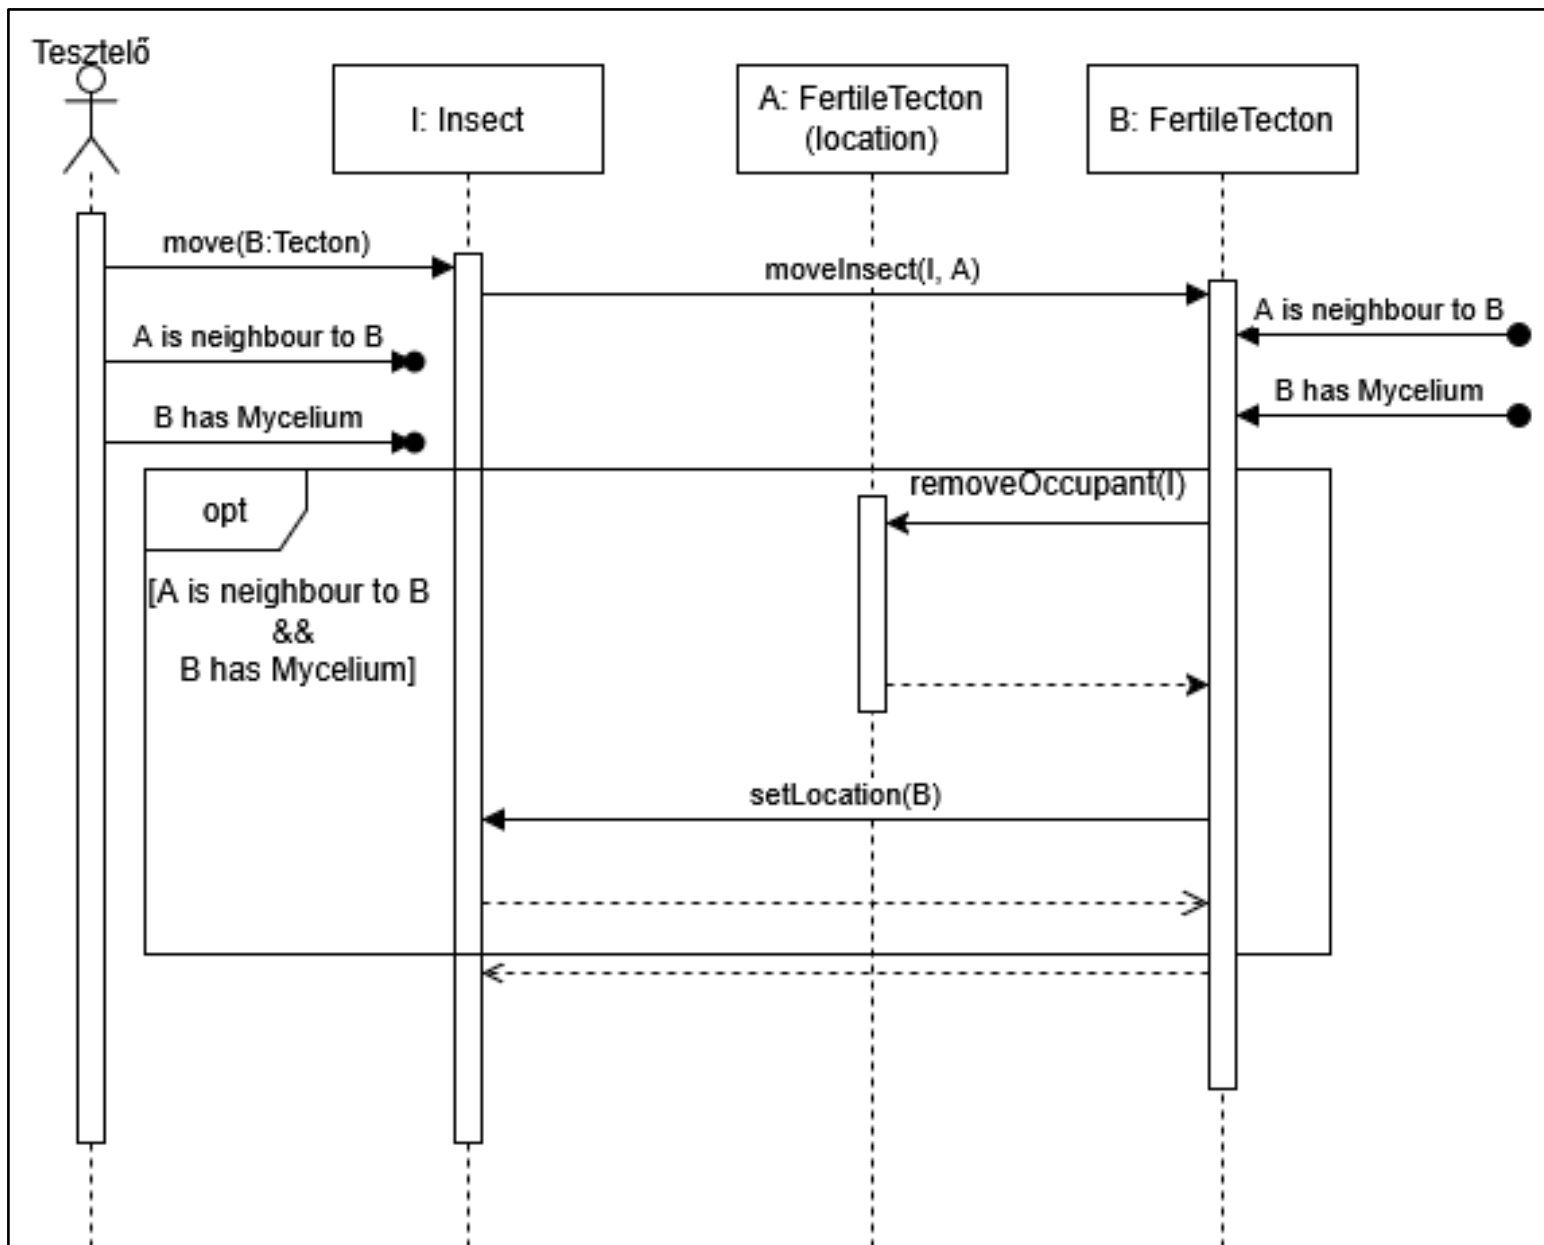 Tesztelő
I: Insect
A: FertileTecton
(location)
B: FertileTecton
move(B:Tecton)
moveInsect(I, A)
A is neighbour to B
A is neighbour to B
B has Mycelium
B has Mycelium
opt
removeOccupant(I)
[A is neighbour to B
&&
B has Mycelium]
setLocation(B)